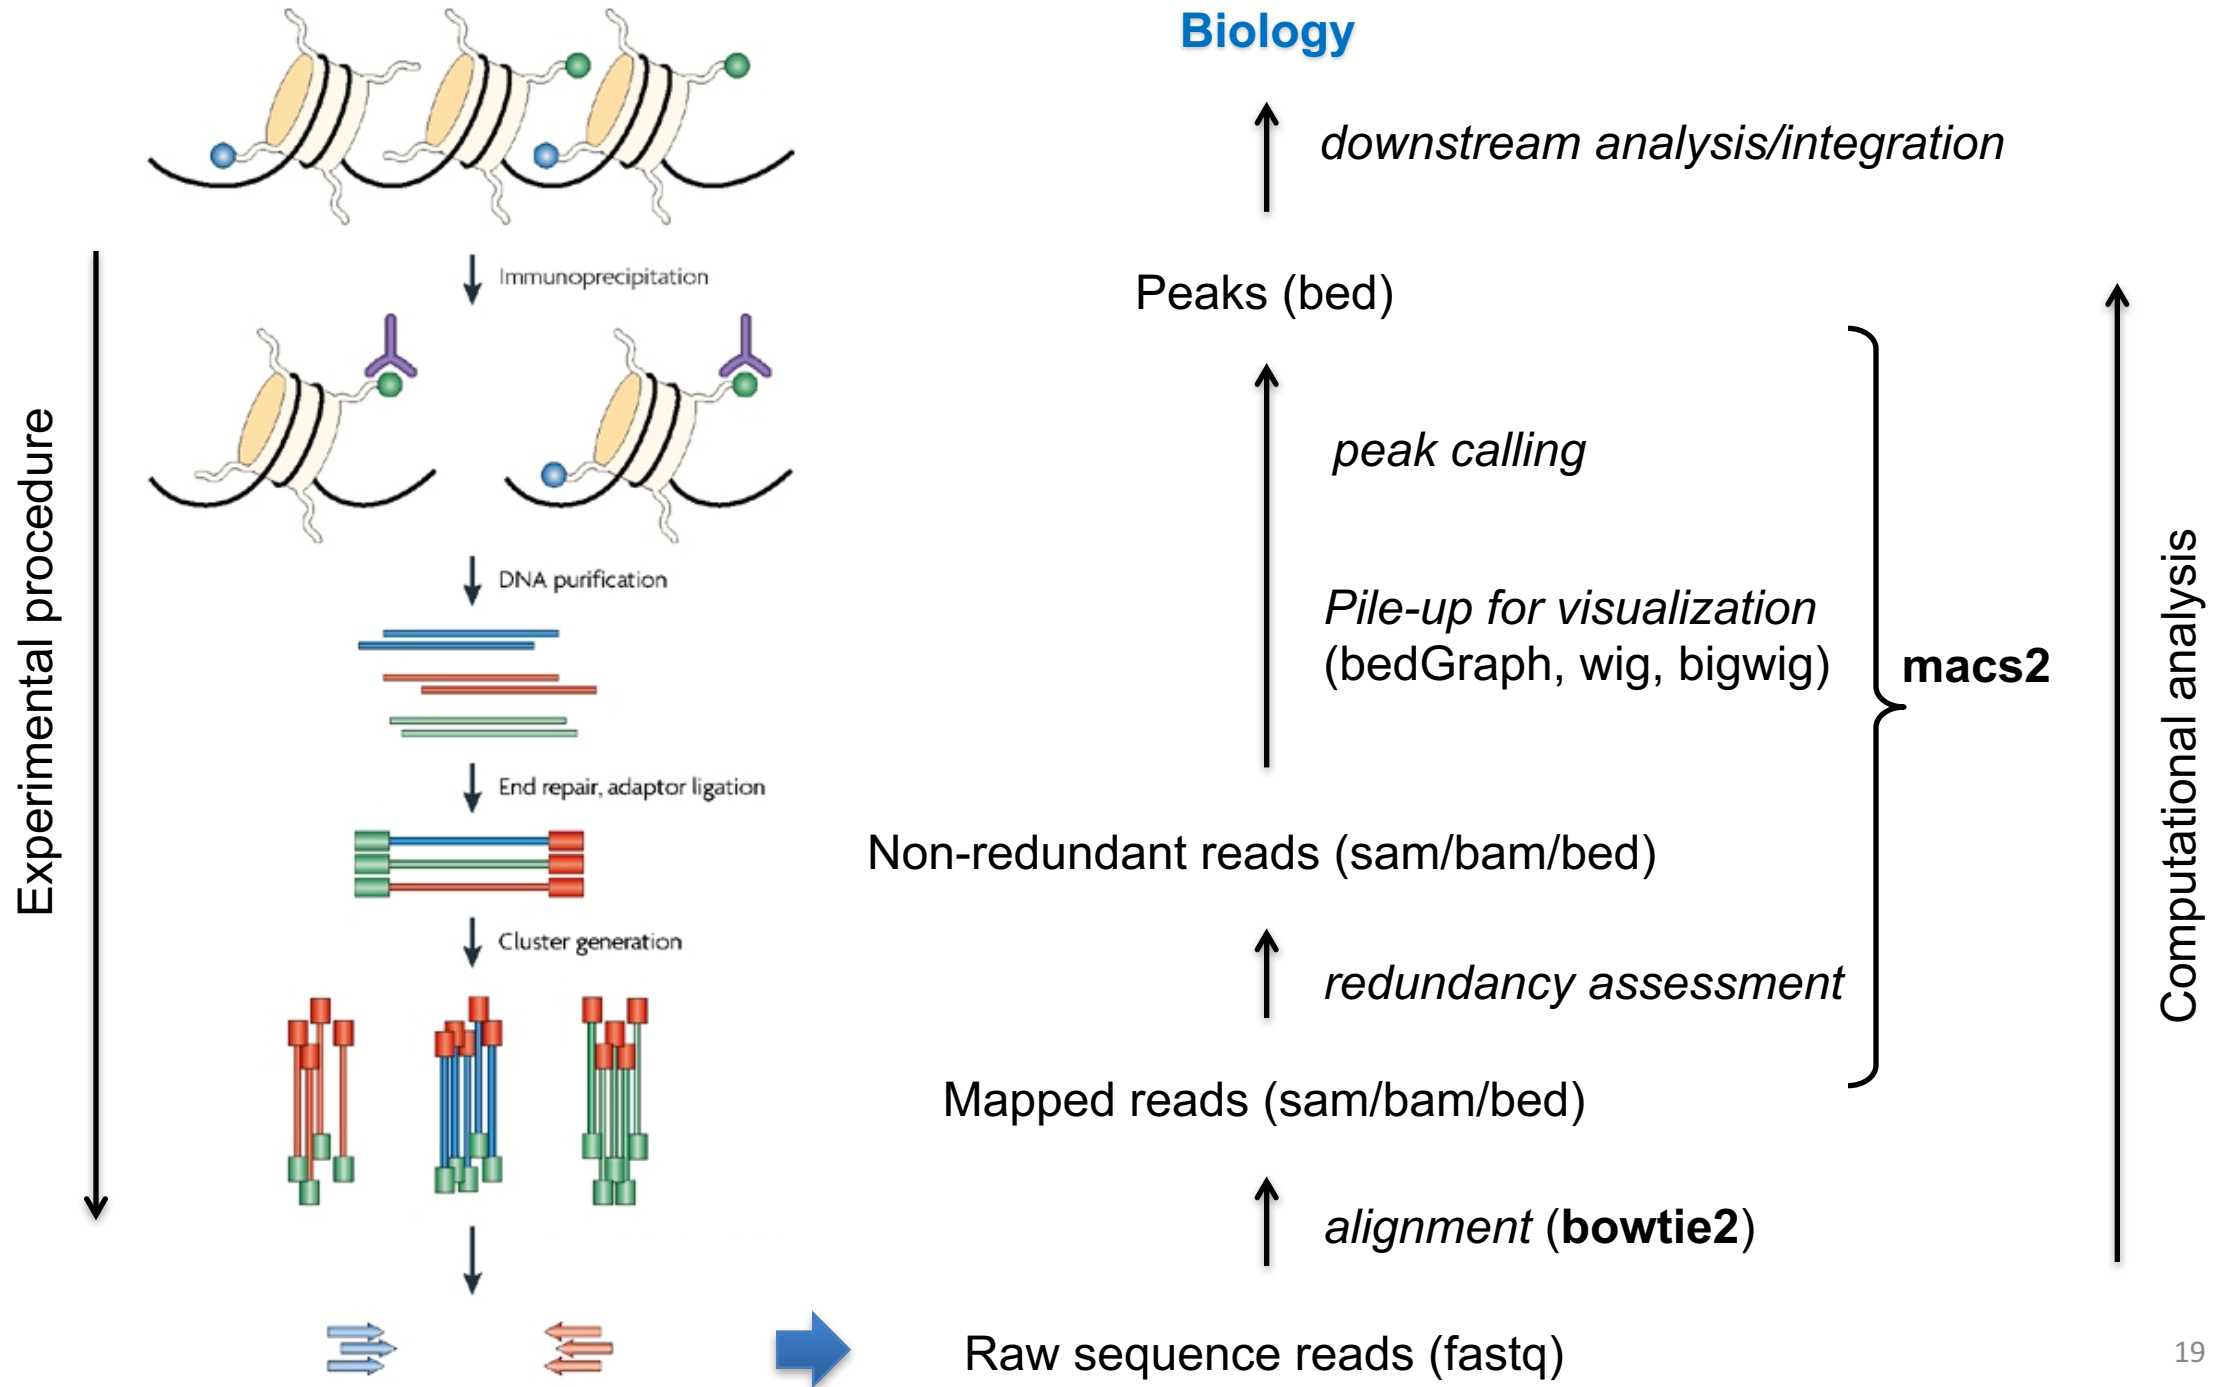 Experimental procedure
Immunoprecipitation
DNA purification
End repair, adaptor ligation
Cluster generation
Biology
downstream analysis/integration
Peaks (bed)
peak calling
Pile-up for visualization
(bedGraph, wig, bigwig)
macs2
Non-redundant reads (sam/bam/bed)
redundancy assessment
Mapped reads (sam/bam/bed)
alignment (bowtie2)
Raw sequence reads (fastq)
Computational analysis
19